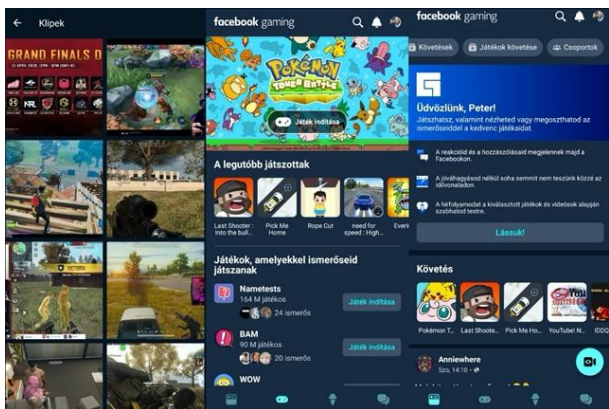 Klipek
GRAND FINALS D
VICTORIA
facebook gaming
POKÉMON
TOWER BATTLE
Játék indítása
A legutóbb játszottak
Last Shooter :
Into the bull...
Pick Me
Home
Rope Cut
need for
speed : High...
Játékok, amelyekkel ismerőseid
játszanak
Nametests
164 M játékos
24 ismerős
Játék indítása
BAM
90 M játékos
20 ismerős
Játék indítása
WOW
facebook gaming
Követések
Játékok követése
Csoportok
Üdvözlünk, Peter!
Játszhatsz, valamint nézheted vagy megoszthatod az
ismerőseiddel a kedvenc játékaidat.
A reakcióid és a hozzászólásaid megjelennek majd a
Facebookon.
A jóváhagyásod nélkül soha semmit nem teszünk közzé az
idővonaladon.
A hírfolyamodat a kiválasztott játékok és videósok alapján
szabhatod testre.
Lássuk!
Követés
Pokémon T...
Last Shoote...
Pick Me Ho...
YouTube! N...
Anniewhere
Szo, 14:10